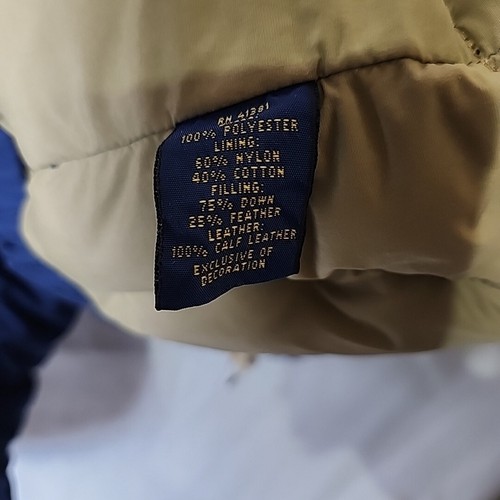 RN 41381
100% POLYESTER
LINING:
60% NYLON
40% COTTON
FILLING:
75% DOWN
25% FEATHER
LEATHER:
100% CALF LEATHER
EXCLUSIVE OF
DECORATION